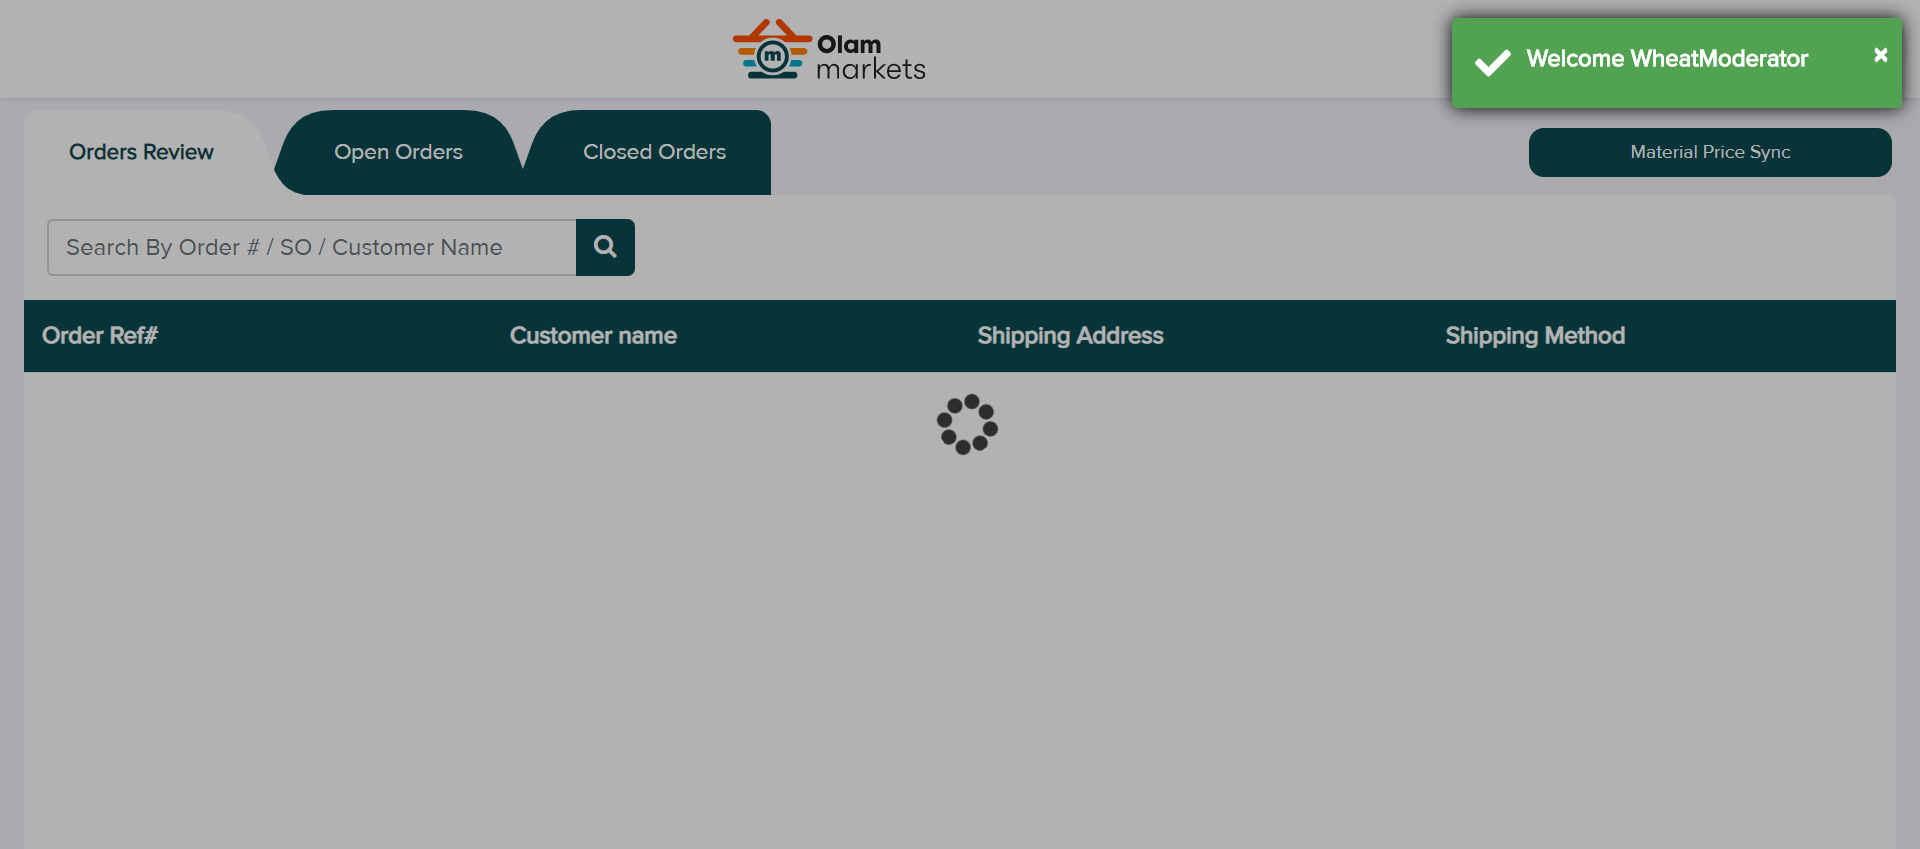 m
Olam
markets
Welcome WheatModerator
×
Orders Review
Open Orders
Closed Orders
Material Price Sync
Search By Order # / SO / Customer Name
Order Ref#
Customer name
Shipping Address
Shipping Method